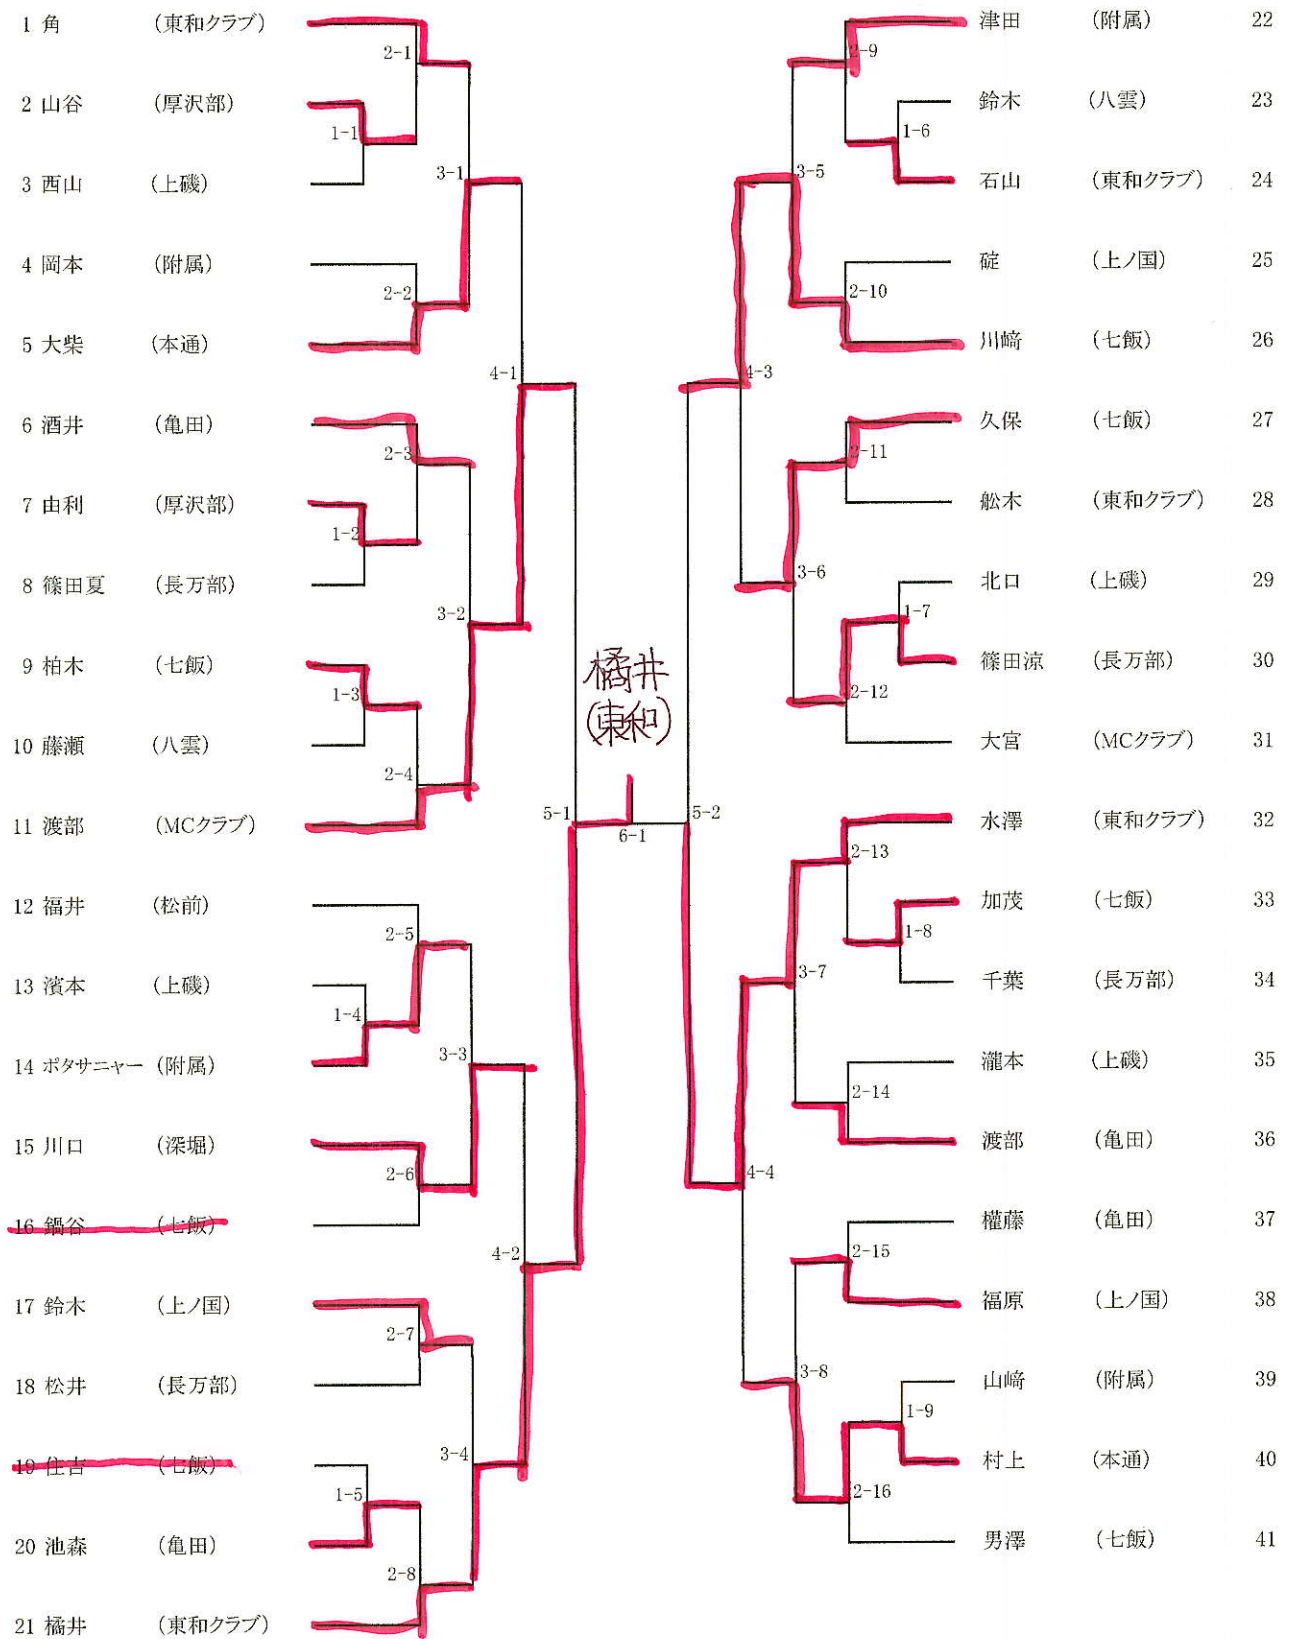 1 角 (東和クラブ)
2-1
2 山谷 (厚沢部)
1-1
3 西山 (上磯)
3-1
4 岡本 (附属)
2-2
5 大柴 (本通)
4-1
6 酒井 (亀田)
2-3
7 由利 (厚沢部)
1-2
8 篠田夏 (長万部)
3-2
9 柏木 (七飯)
1-3
10 藤瀬 (八雲)
2-4
11 渡部 (MCクラブ)
5-1
12 福井 (松前)
2-5
13 濱本 (上磯)
1-4
14 ポタサニャー (附属)
3-3
15 川口 (深堀)
2-6
16 鍋谷 (七飯)
4-2
17 鈴木 (上ノ国)
2-7
18 松井 (長万部)
3-4
19 住吉 (七飯)
1-5
20 池森 (亀田)
2-8
21 橘井 (東和クラブ)
橘井
(東和)
6-1
津田 (附属) 22
2-9
鈴木 (八雲) 23
1-6
石山 (東和クラブ) 24
3-5
碇 (上ノ国) 25
2-10
川﨑 (七飯) 26
4-3
久保 (七飯) 27
2-11
舩木 (東和クラブ) 28
3-6
北口 (上磯) 29
1-7
篠田涼 (長万部) 30
2-12
大宮 (MCクラブ) 31
5-2
水澤 (東和クラブ) 32
2-13
加茂 (七飯) 33
1-8
千葉 (長万部) 34
3-7
瀧本 (上磯) 35
2-14
渡部 (亀田) 36
4-4
権藤 (亀田) 37
2-15
福原 (上ノ国) 38
3-8
山﨑 (附属) 39
1-9
村上 (本通) 40
2-16
男澤 (七飯) 41